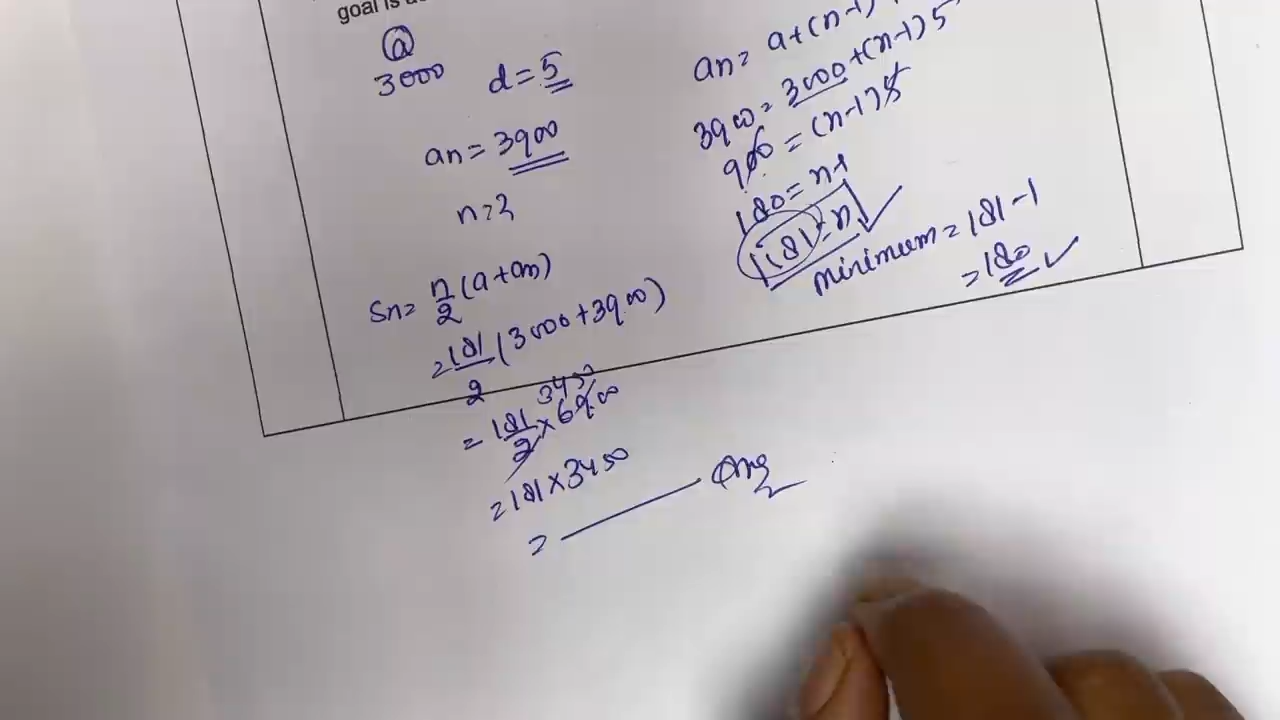 goal is
a
3000
d = 5
an = 3900
n = ?
Sn = n/2 (a + an)
= 181/2 (3000 + 3900)
= 181/2 × 6900
3450
= 181 × 3450
= ——— Ans
an = a + (n-1)
3900 = 3000 + (n-1) 5
900 = (n-1) 5
180 = n-1
181 = n
minimum = 181 - 1
= 180